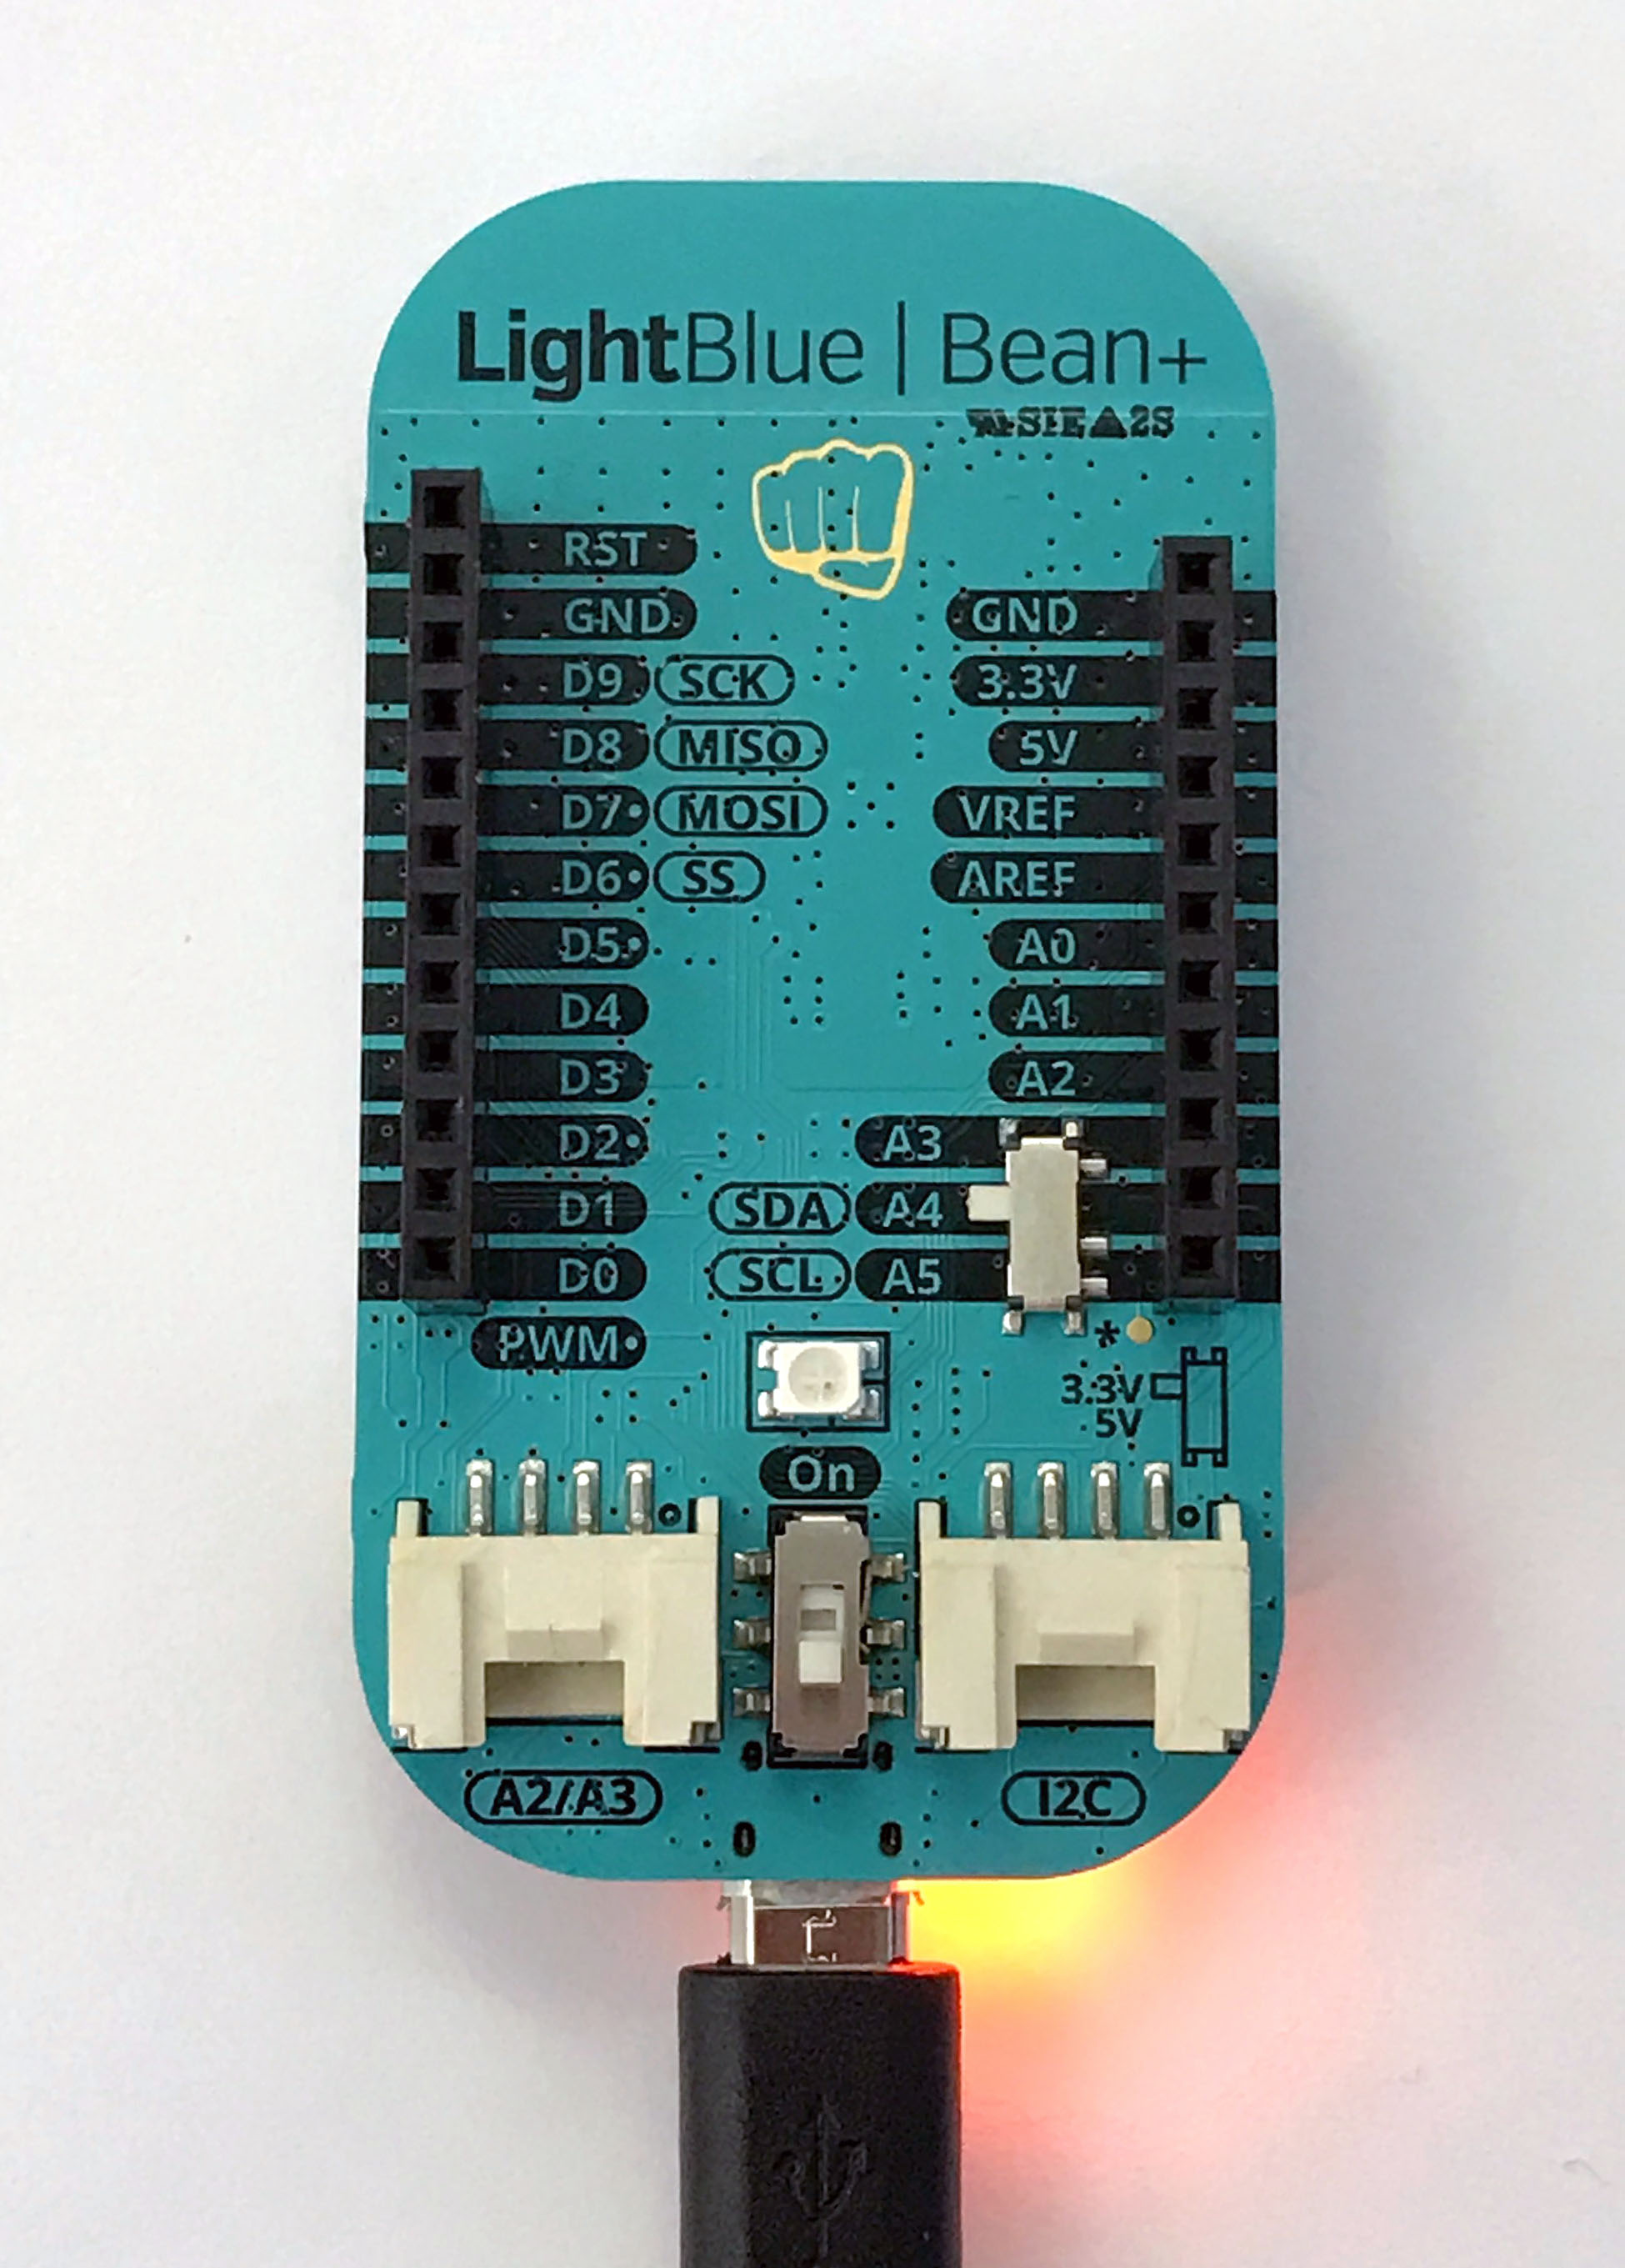 LightBlue | Bean+
SIE 2S
RST
GND
D9 SCK
D8 MISO
D7 MOSI
D6 SS
D5
D4
D3
D2
D1
D0
PWM
GND
3.3V
5V
VREF
AREF
A0
A1
A2
A3
SDA A4
SCL A5
*
3.3V
5V
On
A2/A3
I2C